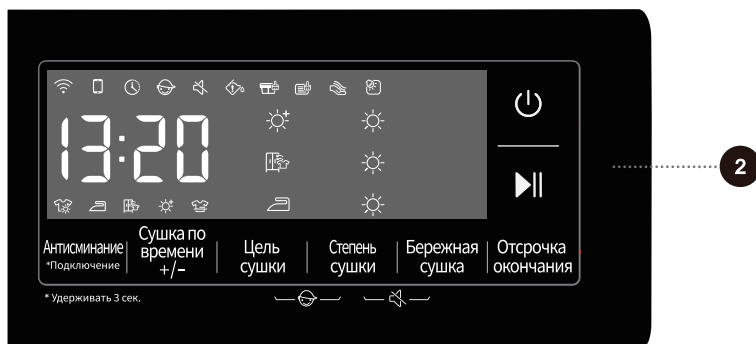 13:20
2
Антисминание
*Подключение
Сушка по
времени
+/−
Цель
сушки
Степень
сушки
Бережная
сушка
Отсрочка
окончания
* Удерживать 3 сек.